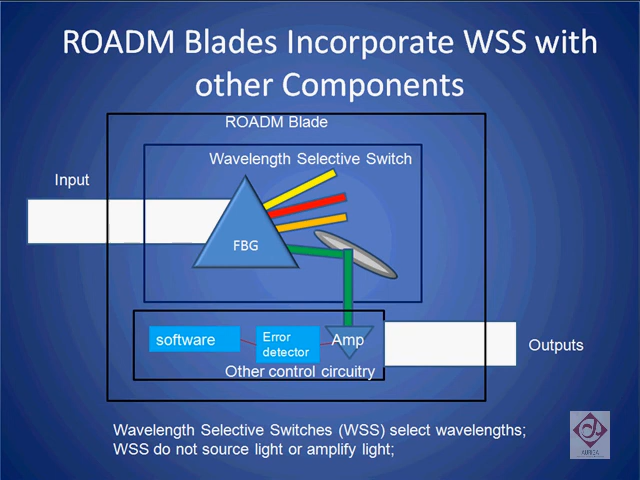 ROADM Blades Incorporate WSS with
other Components
ROADM Blade
Wavelength Selective Switch
Input
FBG
software
Error
detector
Amp
Outputs
Other control circuitry
Wavelength Selective Switches (WSS) select wavelengths;
WSS do not source light or amplify light;